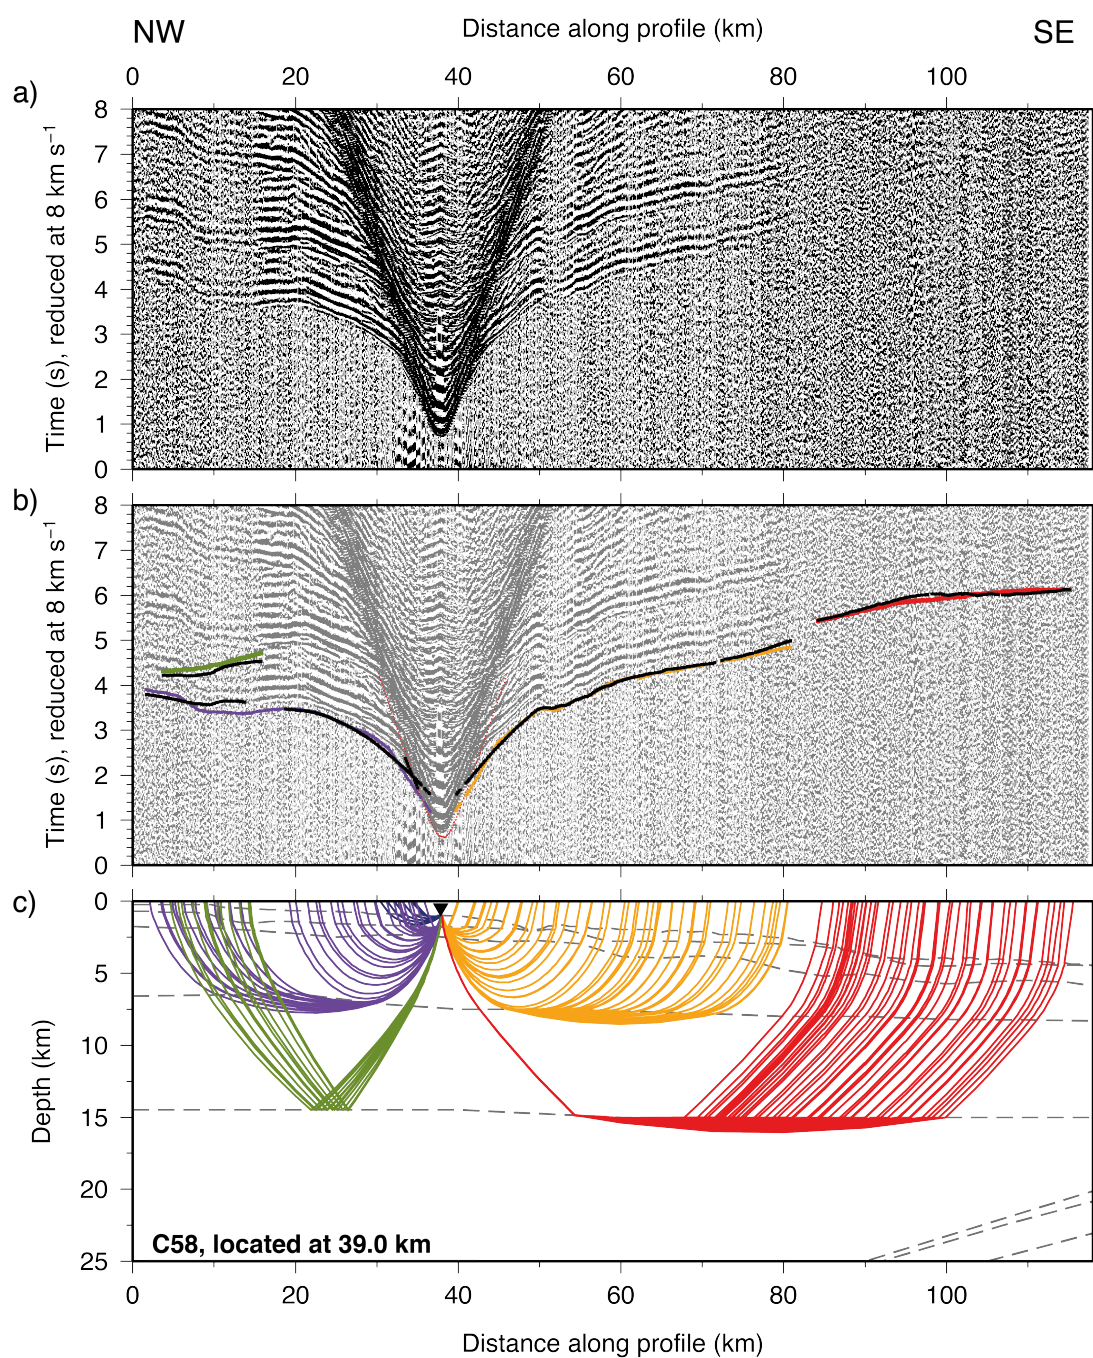 NW Distance along profile (km) SE
0 20 40 60 80 100
a)
8
7
6
5
4
3
2
1
0
Time (s), reduced at 8 km s⁻¹
b)
8
7
6
5
4
3
2
1
0
Time (s), reduced at 8 km s⁻¹
c)
0
5
10
15
20
25
Depth (km)
C58, located at 39.0 km
0 20 40 60 80 100
Distance along profile (km)